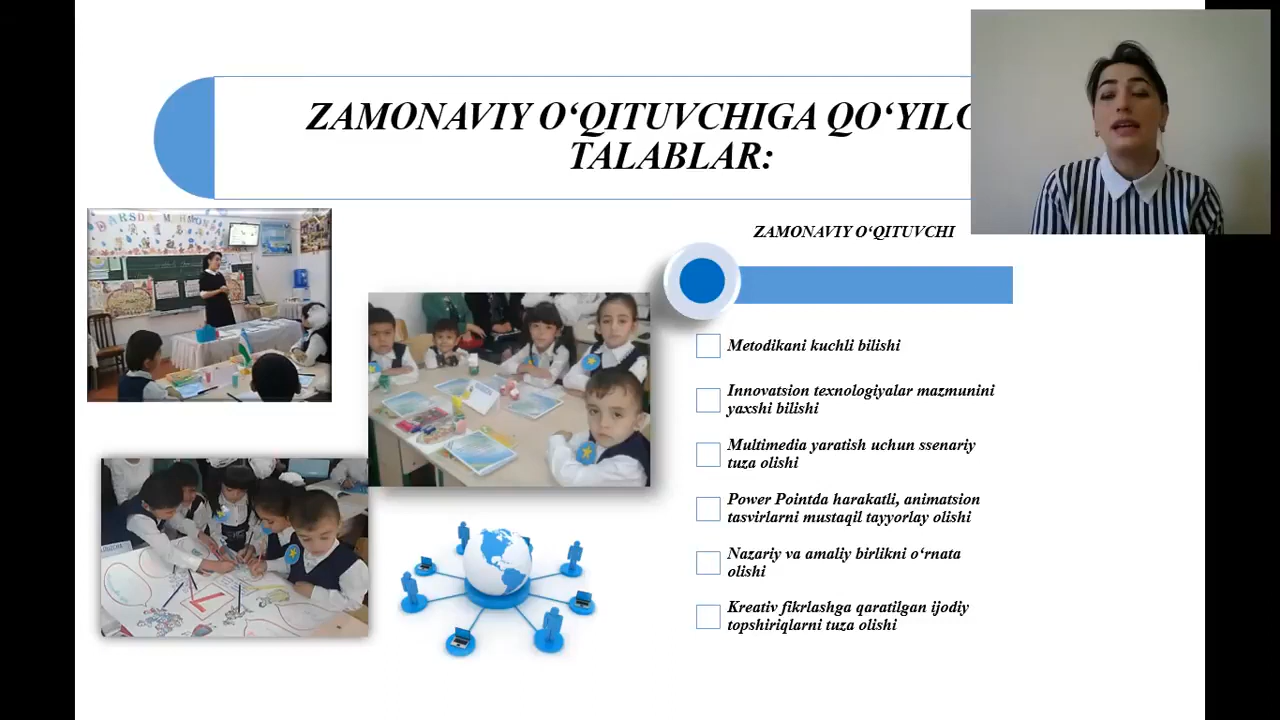 ZAMONAVIY O‘QITUVCHIGA
TALABLAR:
DARSDA M
ZAMONAVIY O‘QITUVCHI
Metodikani kuchli bilishi
Innovatsion texnologiyalar mazmunini
yaxshi bilishi
Multimedia yaratish uchun ssenariy
tuza olishi
Power Pointda harakatli, animatsion
tasvirlarni mustaqil tayyorlay olishi
Nazariy va amaliy birlikni o‘rnata
olishi
Kreativ fikrlashga qaratilgan ijodiy
topshiriqlarni tuza olishi